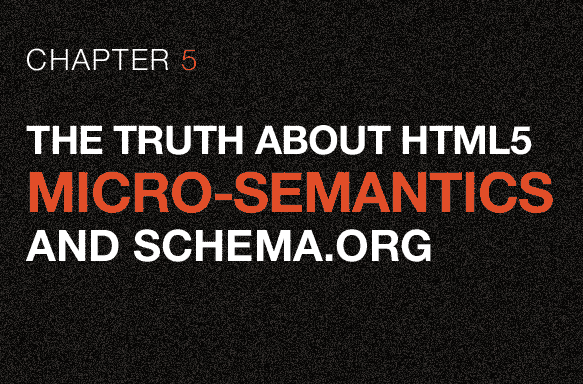 CHAPTER 5
THE TRUTH ABOUT HTML5
MICRO-SEMANTICS
AND SCHEMA.ORG